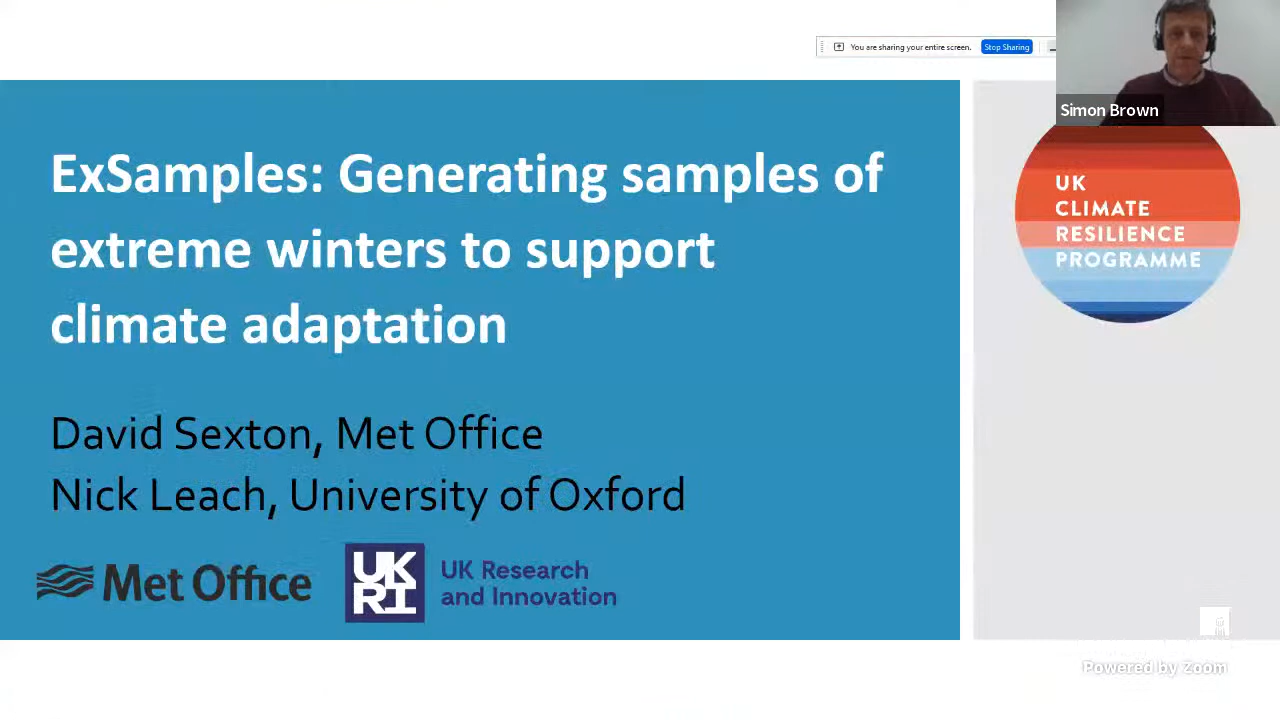 You are sharing your entire screen.
Stop Sharing
Simon Brown
ExSamples: Generating samples of
extreme winters to support
climate adaptation
David Sexton, Met Office
Nick Leach, University of Oxford
Met Office
UK
RI
UK Research
and Innovation
UK
CLIMATE
RESILIENCE
PROGRAMME
Powered by Zoom